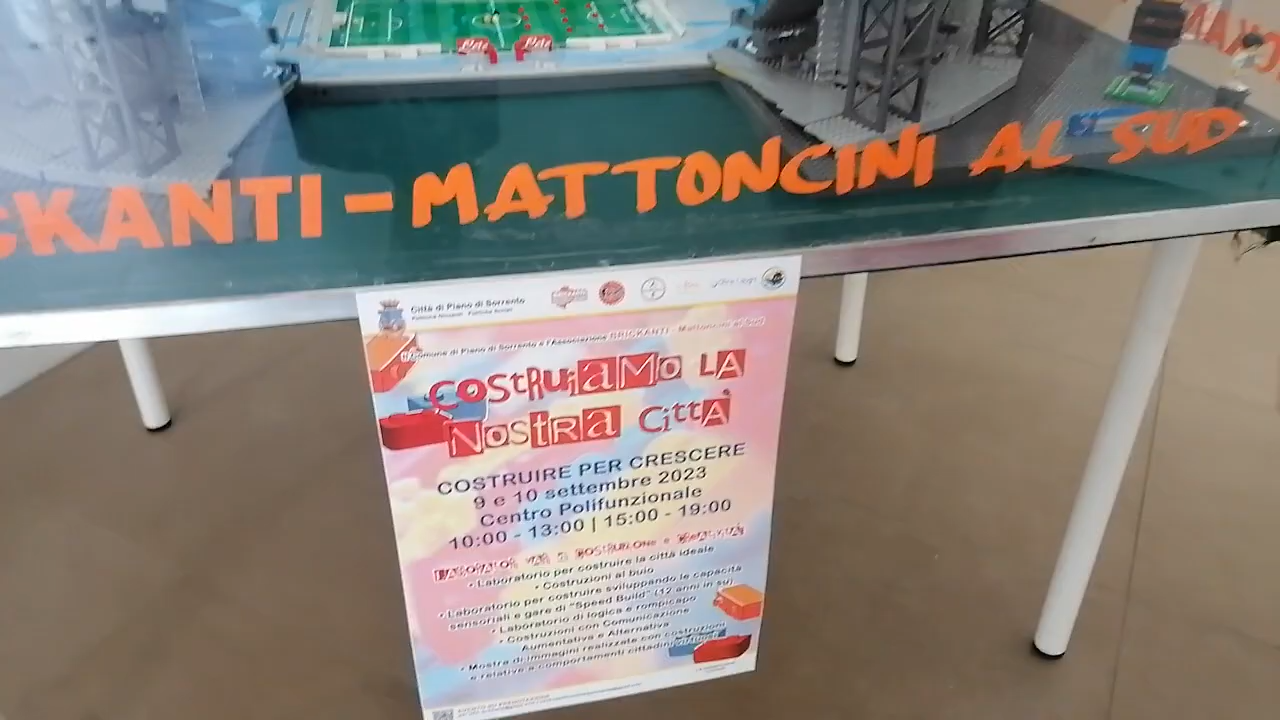 CKANTI - MATTONCINI AL SUD
Città di Piano di Sorrento
Il Comune di Piano di Sorrento e l'Associazione BRICKANTI - Mattoncini al Sud
COSTRUIAMO LA
NOSTRA CITTÀ
COSTRUIRE PER CRESCERE
9 e 10 settembre 2023
Centro Polifunzionale
10:00 - 13:00 | 15:00 - 19:00
• Laboratorio per costruire la città ideale
• Costruzioni al buio
• Laboratorio per costruire sviluppando le capacità
sensoriali e gare di "Speed Build" (12 anni in su)
• Laboratorio di logica e rompicapo
• Costruzioni con Comunicazione
Aumentativa e Alternativa
• Mostra di immagini realizzate con costruzioni
e relative a comportamenti cittadini virtuosi